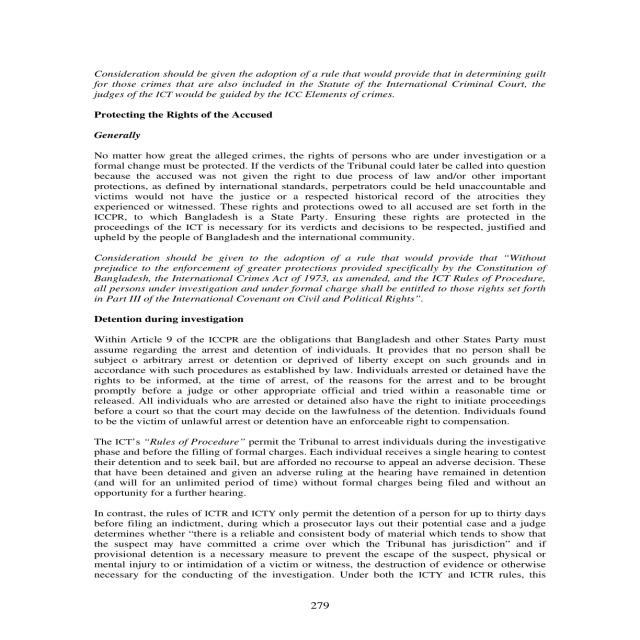 Consideration should be given the adoption of a rule that would provide that in determining guilt
for those crimes that are also included in the Statute of the International Criminal Court, the
judges of the ICT would be guided by the ICC Elements of crimes.
Protecting the Rights of the Accused
Generally
No matter how great the alleged crimes, the rights of persons who are under investigation or a
formal change must be protected. If the verdicts of the Tribunal could later be called into question
because the accused was not given the right to due process of law and/or other important
protections, as defined by international standards, perpetrators could be held unaccountable and
victims would not have the justice or a respected historical record of the atrocities they
experienced or witnessed. These rights and protections owed to all accused are set forth in the
ICCPR, to which Bangladesh is a State Party. Ensuring these rights are protected in the
proceedings of the ICT is necessary for its verdicts and decisions to be respected, justified and
upheld by the people of Bangladesh and the international community.
Consideration should be given to the adoption of a rule that would provide that “Without
prejudice to the enforcement of greater protections provided specifically by the Constitution of
Bangladesh, the International Crimes Act of 1973, as amended, and the ICT Rules of Procedure,
all persons under investigation and under formal charge shall be entitled to those rights set forth
in Part III of the International Covenant on Civil and Political Rights”.
Detention during investigation
Within Article 9 of the ICCPR are the obligations that Bangladesh and other States Party must
assume regarding the arrest and detention of individuals. It provides that no person shall be
subject o arbitrary arrest or detention or deprived of liberty except on such grounds and in
accordance with such procedures as established by law. Individuals arrested or detained have the
rights to be informed, at the time of arrest, of the reasons for the arrest and to be brought
promptly before a judge or other appropriate official and tried within a reasonable time or
released. All individuals who are arrested or detained also have the right to initiate proceedings
before a court so that the court may decide on the lawfulness of the detention. Individuals found
to be the victim of unlawful arrest or detention have an enforceable right to compensation.
The ICT’s “Rules of Procedure” permit the Tribunal to arrest individuals during the investigative
phase and before the filling of formal charges. Each individual receives a single hearing to contest
their detention and to seek bail, but are afforded no recourse to appeal an adverse decision. These
that have been detained and given an adverse ruling at the hearing have remained in detention
(and will for an unlimited period of time) without formal charges being filed and without an
opportunity for a further hearing.
In contrast, the rules of ICTR and ICTY only permit the detention of a person for up to thirty days
before filing an indictment, during which a prosecutor lays out their potential case and a judge
determines whether “there is a reliable and consistent body of material which tends to show that
the suspect may have committed a crime over which the Tribunal has jurisdiction” and if
provisional detention is a necessary measure to prevent the escape of the suspect, physical or
mental injury to or intimidation of a victim or witness, the destruction of evidence or otherwise
necessary for the conducting of the investigation. Under both the ICTY and ICTR rules, this
279